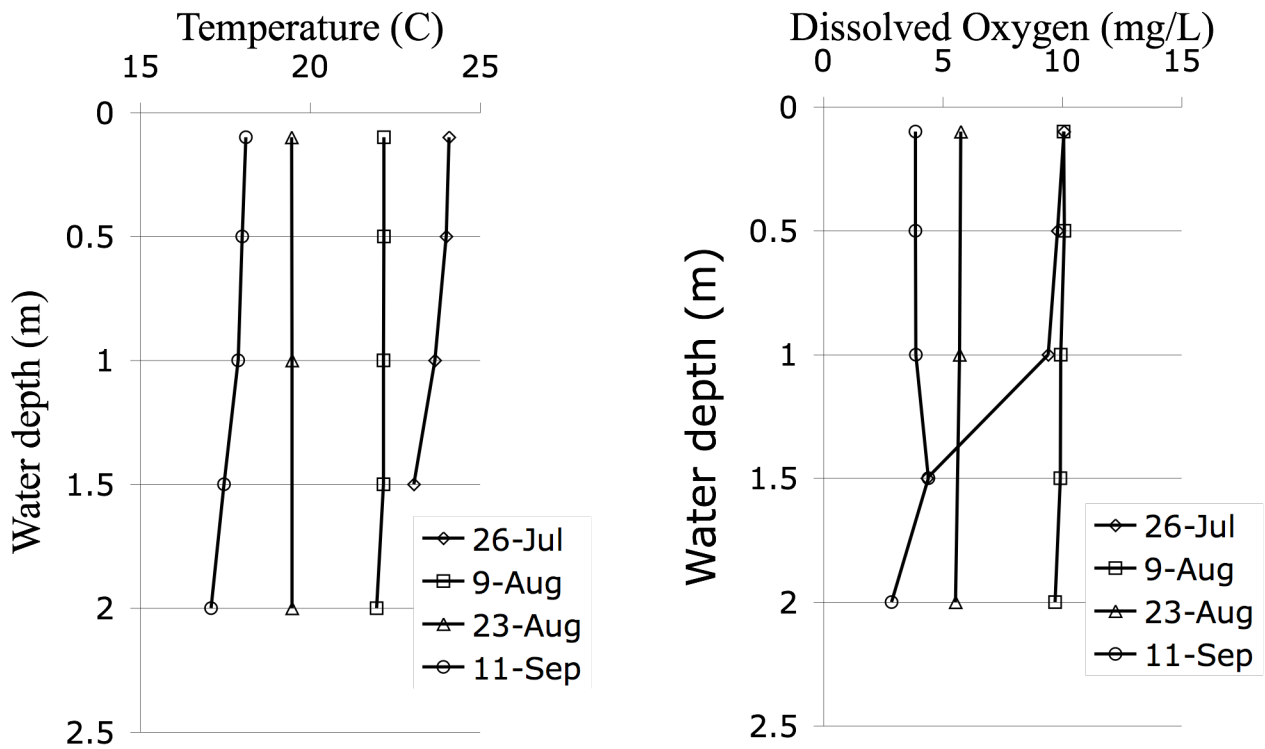 Temperature (C)
15 20 25
0
0.5
1
1.5
2
2.5
Water depth (m)
26-Jul
9-Aug
23-Aug
11-Sep
Dissolved Oxygen (mg/L)
0 5 10 15
0
0.5
1
1.5
2
2.5
Water depth (m)
26-Jul
9-Aug
23-Aug
11-Sep